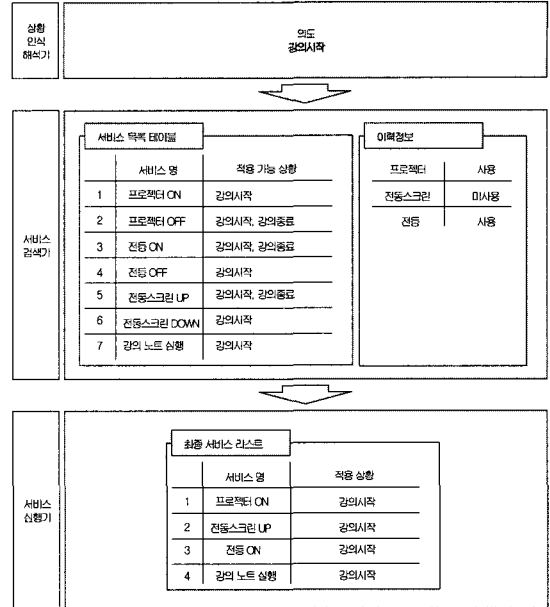 상황
인식
해석기
의도
강의시작
서비스
검색기
서비스 목록 테이블
서비스 명 적용 가능 상황
1 프로젝터 ON 강의시작
2 프로젝터 OFF 강의시작, 강의종료
3 전등 ON 강의시작, 강의종료
4 전등 OFF 강의시작
5 전동스크린 UP 강의시작, 강의종료
6 전동스크린 DOWN 강의시작
7 강의 노트 실행 강의시작
이력정보
프로젝터 사용
전동스크린 미사용
전등 사용
서비스
실행기
최종 서비스 리스트
서비스 명 적용 상황
1 프로젝터 ON 강의시작
2 전동스크린 UP 강의시작
3 전등 ON 강의시작
4 강의 노트 실행 강의시작